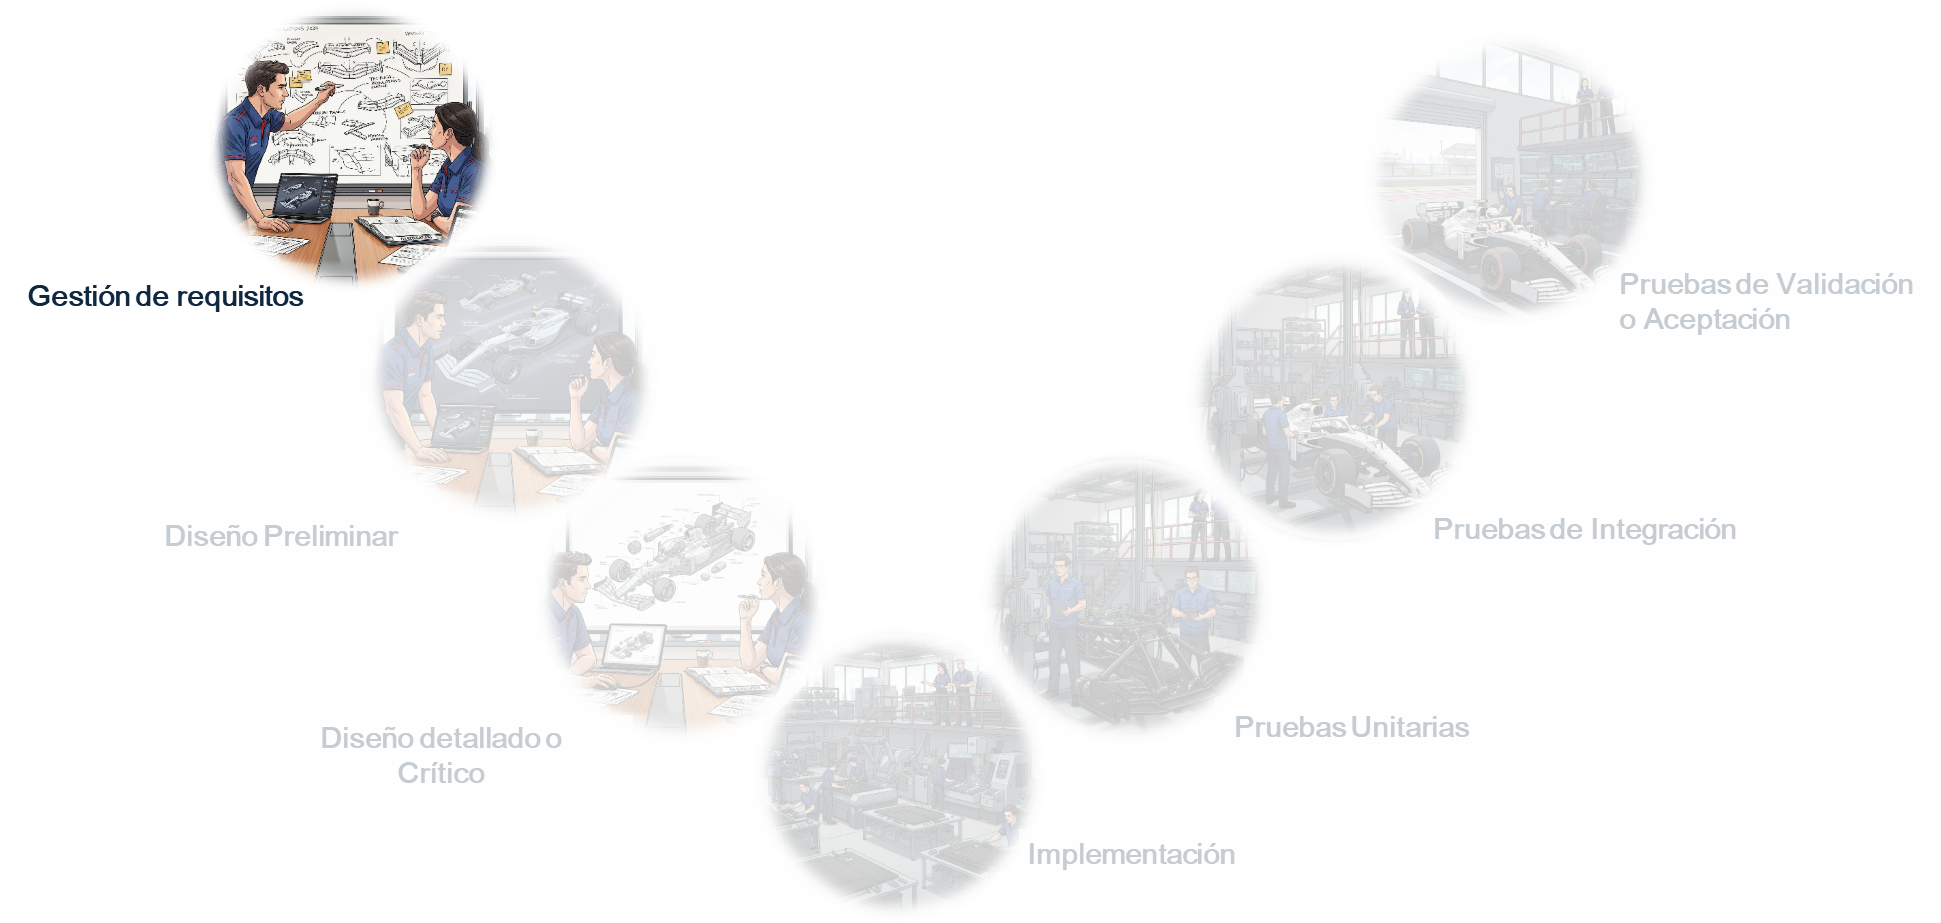 Gestión de requisitos
Diseño Preliminar
Diseño detallado o
Crítico
Implementación
Pruebas Unitarias
Pruebas de Integración
Pruebas de Validación
o Aceptación